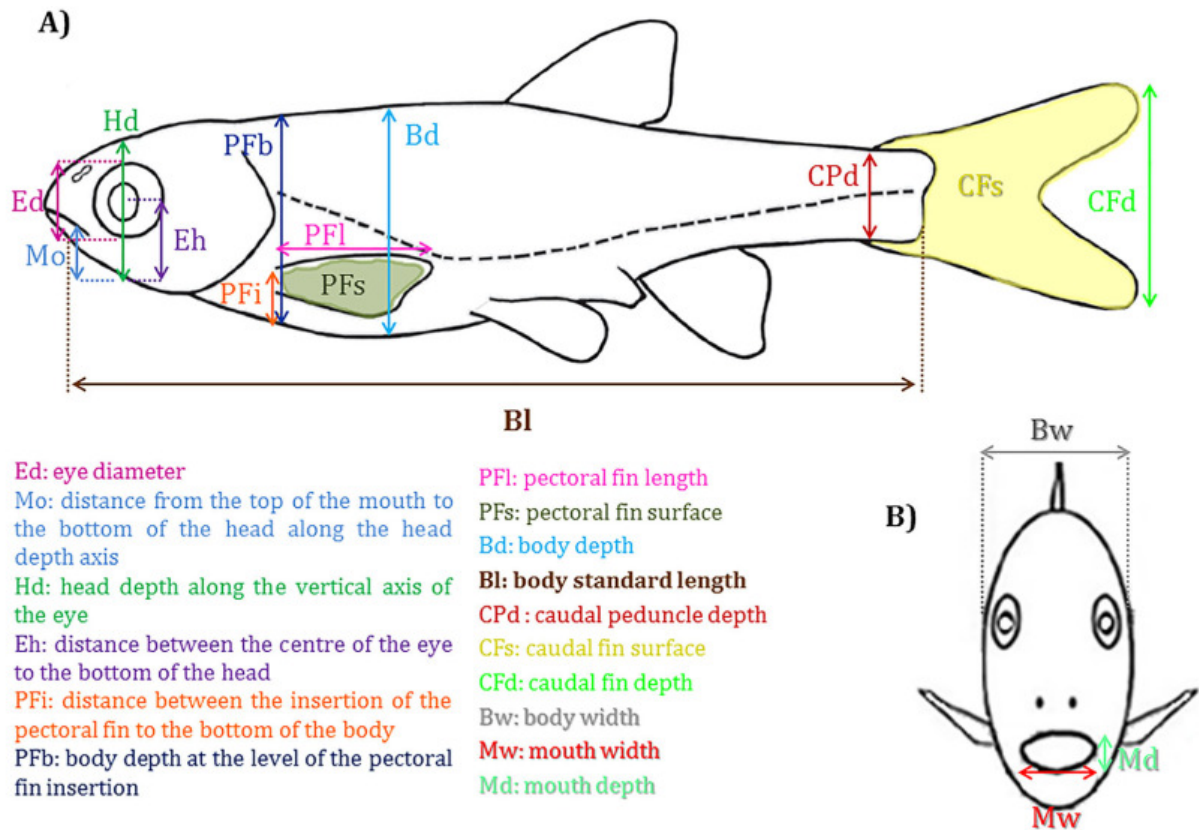 A)
Hd
PFb
Bd
Ed
CPd
CFs
CFd
Mo
Eh
PFl
PFi
PFs
Bl
Ed: eye diameter
Mo: distance from the top of the mouth to
the bottom of the head along the head
depth axis
Hd: head depth along the vertical axis of
the eye
Eh: distance between the centre of the eye
to the bottom of the head
PFi: distance between the insertion of the
pectoral fin to the bottom of the body
PFb: body depth at the level of the pectoral
fin insertion
PFl: pectoral fin length
PFs: pectoral fin surface
Bd: body depth
Bl: body standard length
CPd: caudal peduncle depth
CFs: caudal fin surface
CFd: caudal fin depth
Bw: body width
Mw: mouth width
Md: mouth depth
B)
Bw
Md
Mw